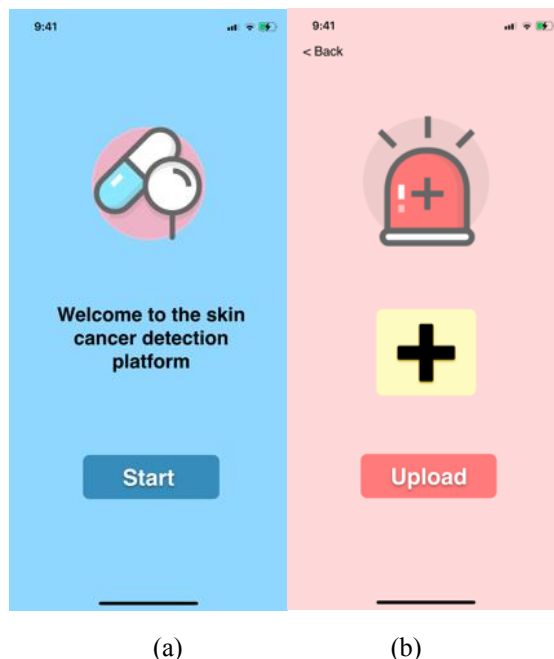 9:41
Welcome to the skin
cancer detection
platform
Start
(a)
9:41
< Back
Upload
(b)